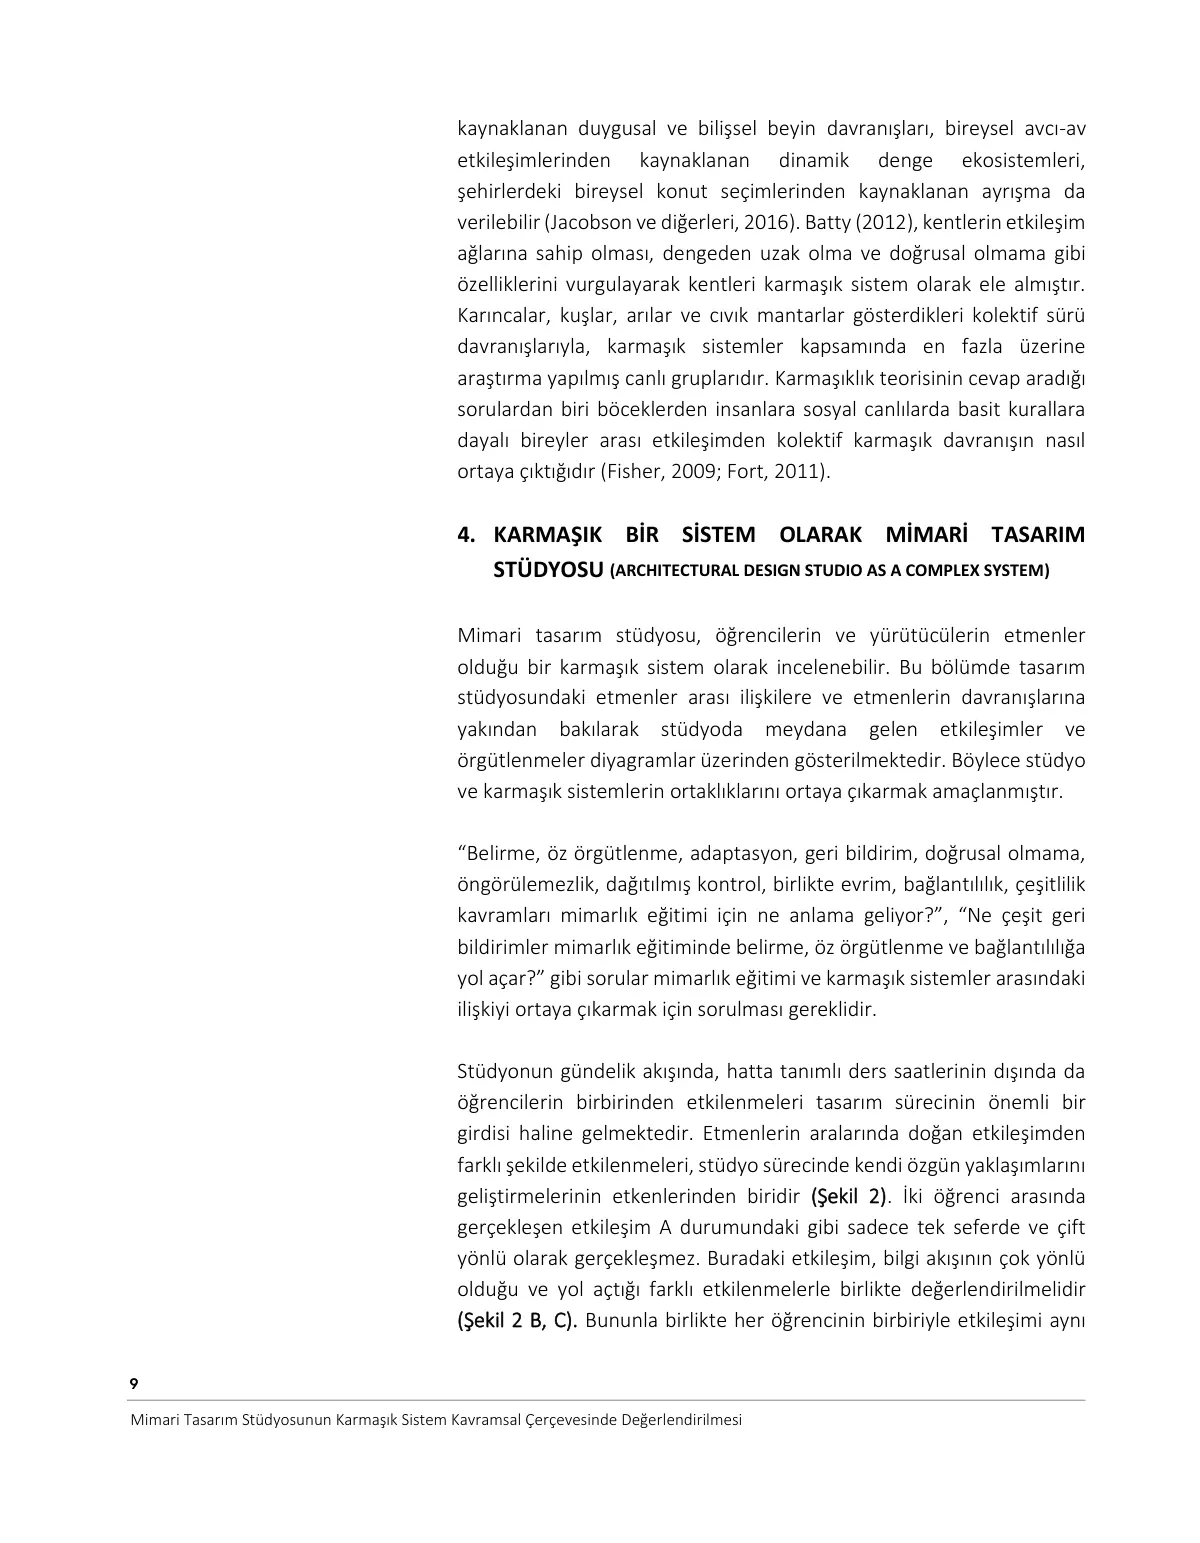 kaynaklanan duygusal ve bilişsel beyin davranışları, bireysel avcı-av
etkileşimlerinden kaynaklanan dinamik denge ekosistemleri,
şehirlerdeki bireysel konut seçimlerinden kaynaklanan ayrışma da
verilebilir (Jacobson ve diğerleri, 2016). Batty (2012), kentlerin etkileşim
ağlarına sahip olması, dengeden uzak olma ve doğrusal olmama gibi
özelliklerini vurgulayarak kentleri karmaşık sistem olarak ele almıştır.
Karıncalar, kuşlar, arılar ve cıvık mantarlar gösterdikleri kolektif sürü
davranışlarıyla, karmaşık sistemler kapsamında en fazla üzerine
araştırma yapılmış canlı gruplarıdır. Karmaşıklık teorisinin cevap aradığı
sorulardan biri böceklerden insanlara sosyal canlılarda basit kurallara
dayalı bireyler arası etkileşimden kolektif karmaşık davranışın nasıl
ortaya çıktığıdır (Fisher, 2009; Fort, 2011).
4. KARMAŞIK BİR SİSTEM OLARAK MİMARİ TASARIM
STÜDYOSU (ARCHITECTURAL DESIGN STUDIO AS A COMPLEX SYSTEM)
Mimari tasarım stüdyosu, öğrencilerin ve yürütücülerin etmenler
olduğu bir karmaşık sistem olarak incelenebilir. Bu bölümde tasarım
stüdyosundaki etmenler arası ilişkilere ve etmenlerin davranışlarına
yakından bakılarak stüdyoda meydana gelen etkileşimler ve
örgütlenmeler diyagramlar üzerinden gösterilmektedir. Böylece stüdyo
ve karmaşık sistemlerin ortaklıklarını ortaya çıkarmak amaçlanmıştır.
“Belirme, öz örgütlenme, adaptasyon, geri bildirim, doğrusal olmama,
öngörülemezlik, dağıtılmış kontrol, birlikte evrim, bağlantılılık, çeşitlilik
kavramları mimarlık eğitimi için ne anlama geliyor?”, “Ne çeşit geri
bildirimler mimarlık eğitiminde belirme, öz örgütlenme ve bağlantılılığa
yol açar?” gibi sorular mimarlık eğitimi ve karmaşık sistemler arasındaki
ilişkiyi ortaya çıkarmak için sorulması gereklidir.
Stüdyonun gündelik akışında, hatta tanımlı ders saatlerinin dışında da
öğrencilerin birbirinden etkilenmeleri tasarım sürecinin önemli bir
girdisi haline gelmektedir. Etmenlerin aralarında doğan etkileşimden
farklı şekilde etkilenmeleri, stüdyo sürecinde kendi özgün yaklaşımlarını
geliştirmelerinin etkenlerinden biridir (Şekil 2). İki öğrenci arasında
gerçekleşen etkileşim A durumundaki gibi sadece tek seferde ve çift
yönlü olarak gerçekleşmez. Buradaki etkileşim, bilgi akışının çok yönlü
olduğu ve yol açtığı farklı etkilenmelerle birlikte değerlendirilmelidir
(Şekil 2 B, C). Bununla birlikte her öğrencinin birbiriyle etkileşimi aynı
9
Mimari Tasarım Stüdyosunun Karmaşık Sistem Kavramsal Çerçevesinde Değerlendirilmesi